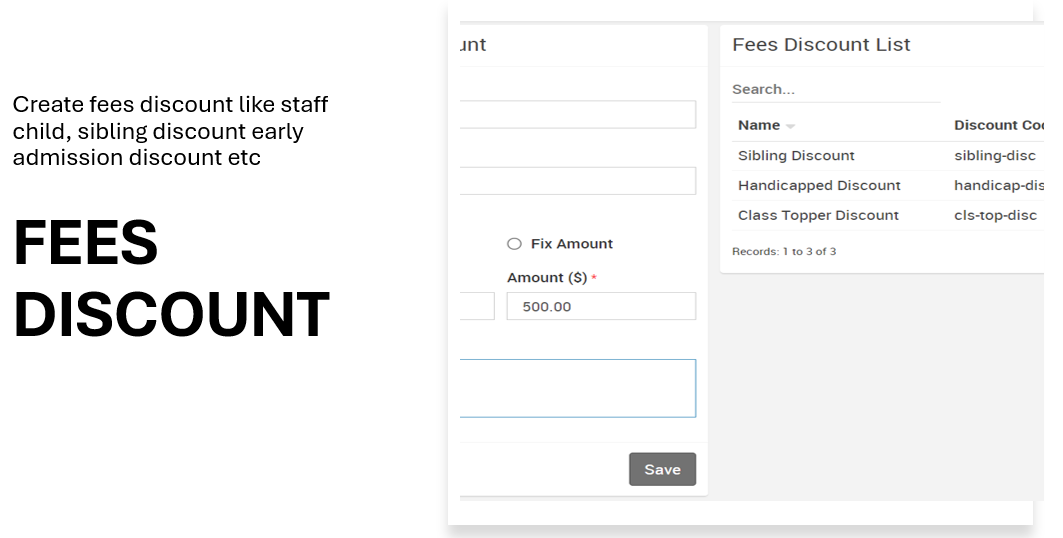 Create fees discount like staff
child, sibling discount early
admission discount etc
FEES
DISCOUNT
unt
Fix Amount
Amount ($) *
500.00
Save
Fees Discount List
Search...
Name Discount Co
Sibling Discount sibling-disc
Handicapped Discount handicap-dis
Class Topper Discount cls-top-disc
Records: 1 to 3 of 3